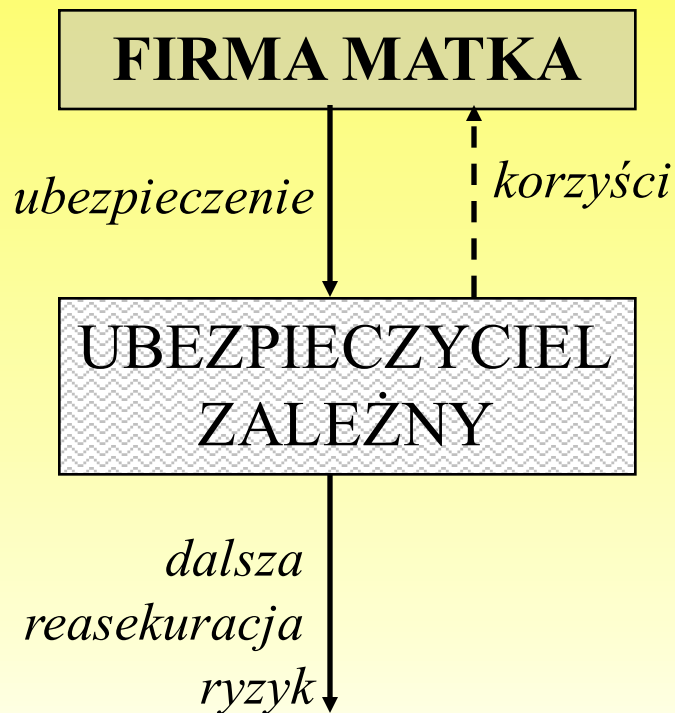 FIRMA MATKA
ubezpieczenie
korzyści
UBEZPIECZYCIEL
ZALEŻNY
dalsza
reasekuracja
ryzyk